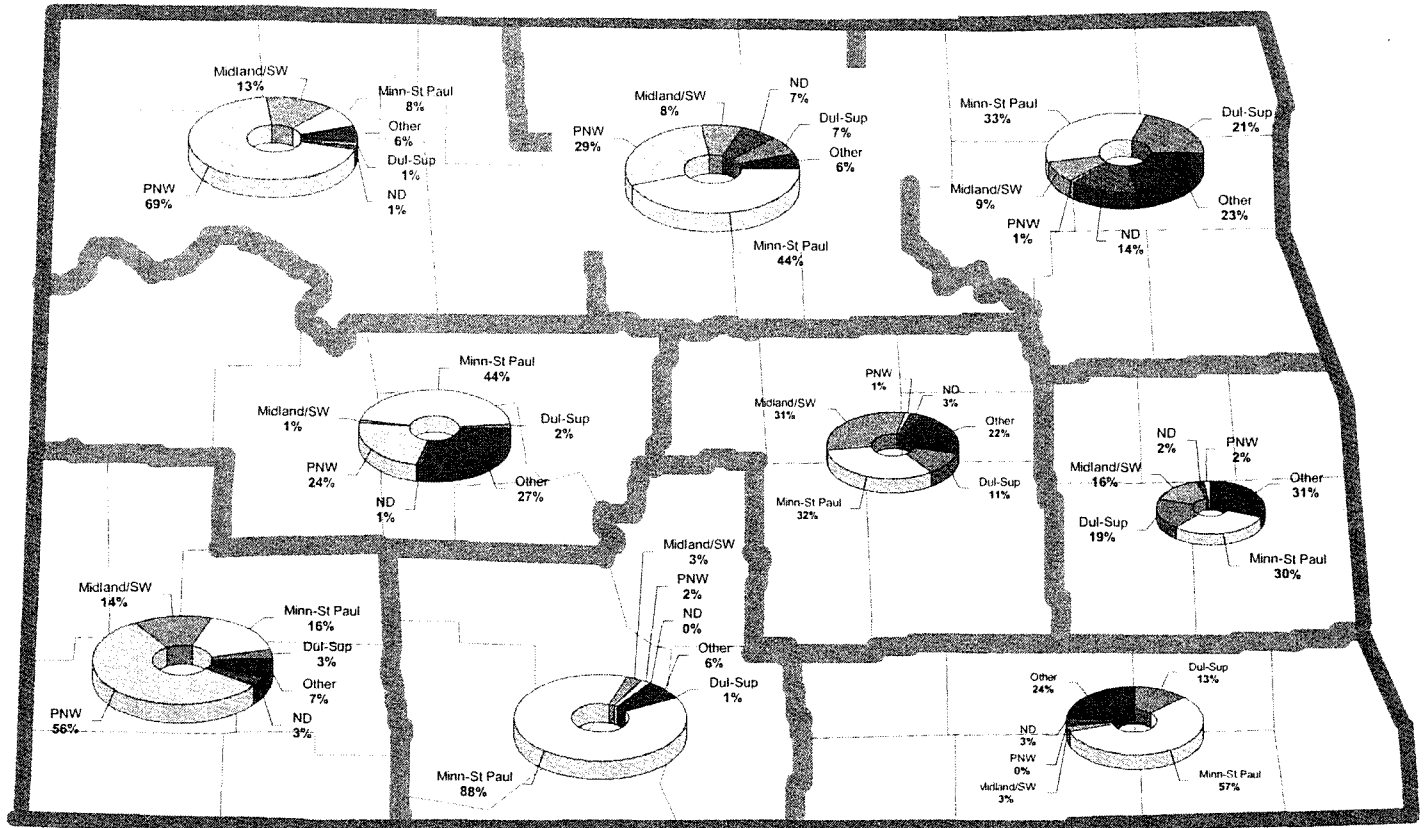 Midland/SW
13%
Minn-St Paul
8%
Other
6%
Dul-Sup
1%
ND
1%
PNW
69%
Midland/SW
8%
ND
7%
Dul-Sup
7%
Other
6%
PNW
29%
Minn-St Paul
44%
Minn-St Paul
33%
Dul-Sup
21%
Midland/SW
9%
Other
23%
PNW
1%
ND
14%
Minn-St Paul
44%
Midland/SW
1%
Dul-Sup
2%
PNW
24%
Other
27%
ND
1%
PNW
1%
ND
3%
Midland/SW
31%
Other
22%
Dul-Sup
11%
Minn-St Paul
32%
ND
2%
PNW
2%
Midland/SW
16%
Other
31%
Dul-Sup
19%
Minn-St Paul
30%
Midland/SW
14%
Minn-St Paul
16%
Dul-Sup
3%
Other
7%
PNW
56%
ND
3%
Midland/SW
3%
PNW
2%
ND
0%
Other
6%
Dul-Sup
1%
Minn-St Paul
88%
Other
24%
Dul-Sup
13%
ND
3%
PNW
0%
Midland/SW
3%
Minn-St Paul
57%